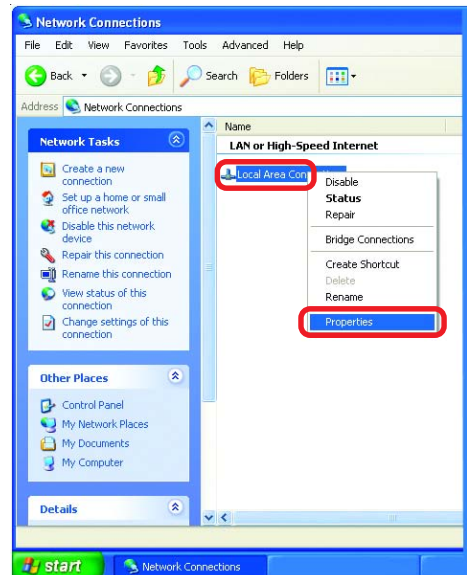 Network Connections
File Edit View Favorites Tools Advanced Help
Back Search Folders
Address Network Connections
Network Tasks
Create a new
connection
Set up a home or small
office network
Disable this network
device
Repair this connection
Rename this connection
View status of this
connection
Change settings of this
connection
Other Places
Control Panel
My Network Places
My Documents
My Computer
Details
Name
LAN or High-Speed Internet
Local Area Con
Disable
Status
Repair
Bridge Connections
Create Shortcut
Delete
Rename
Properties
start Network Connections